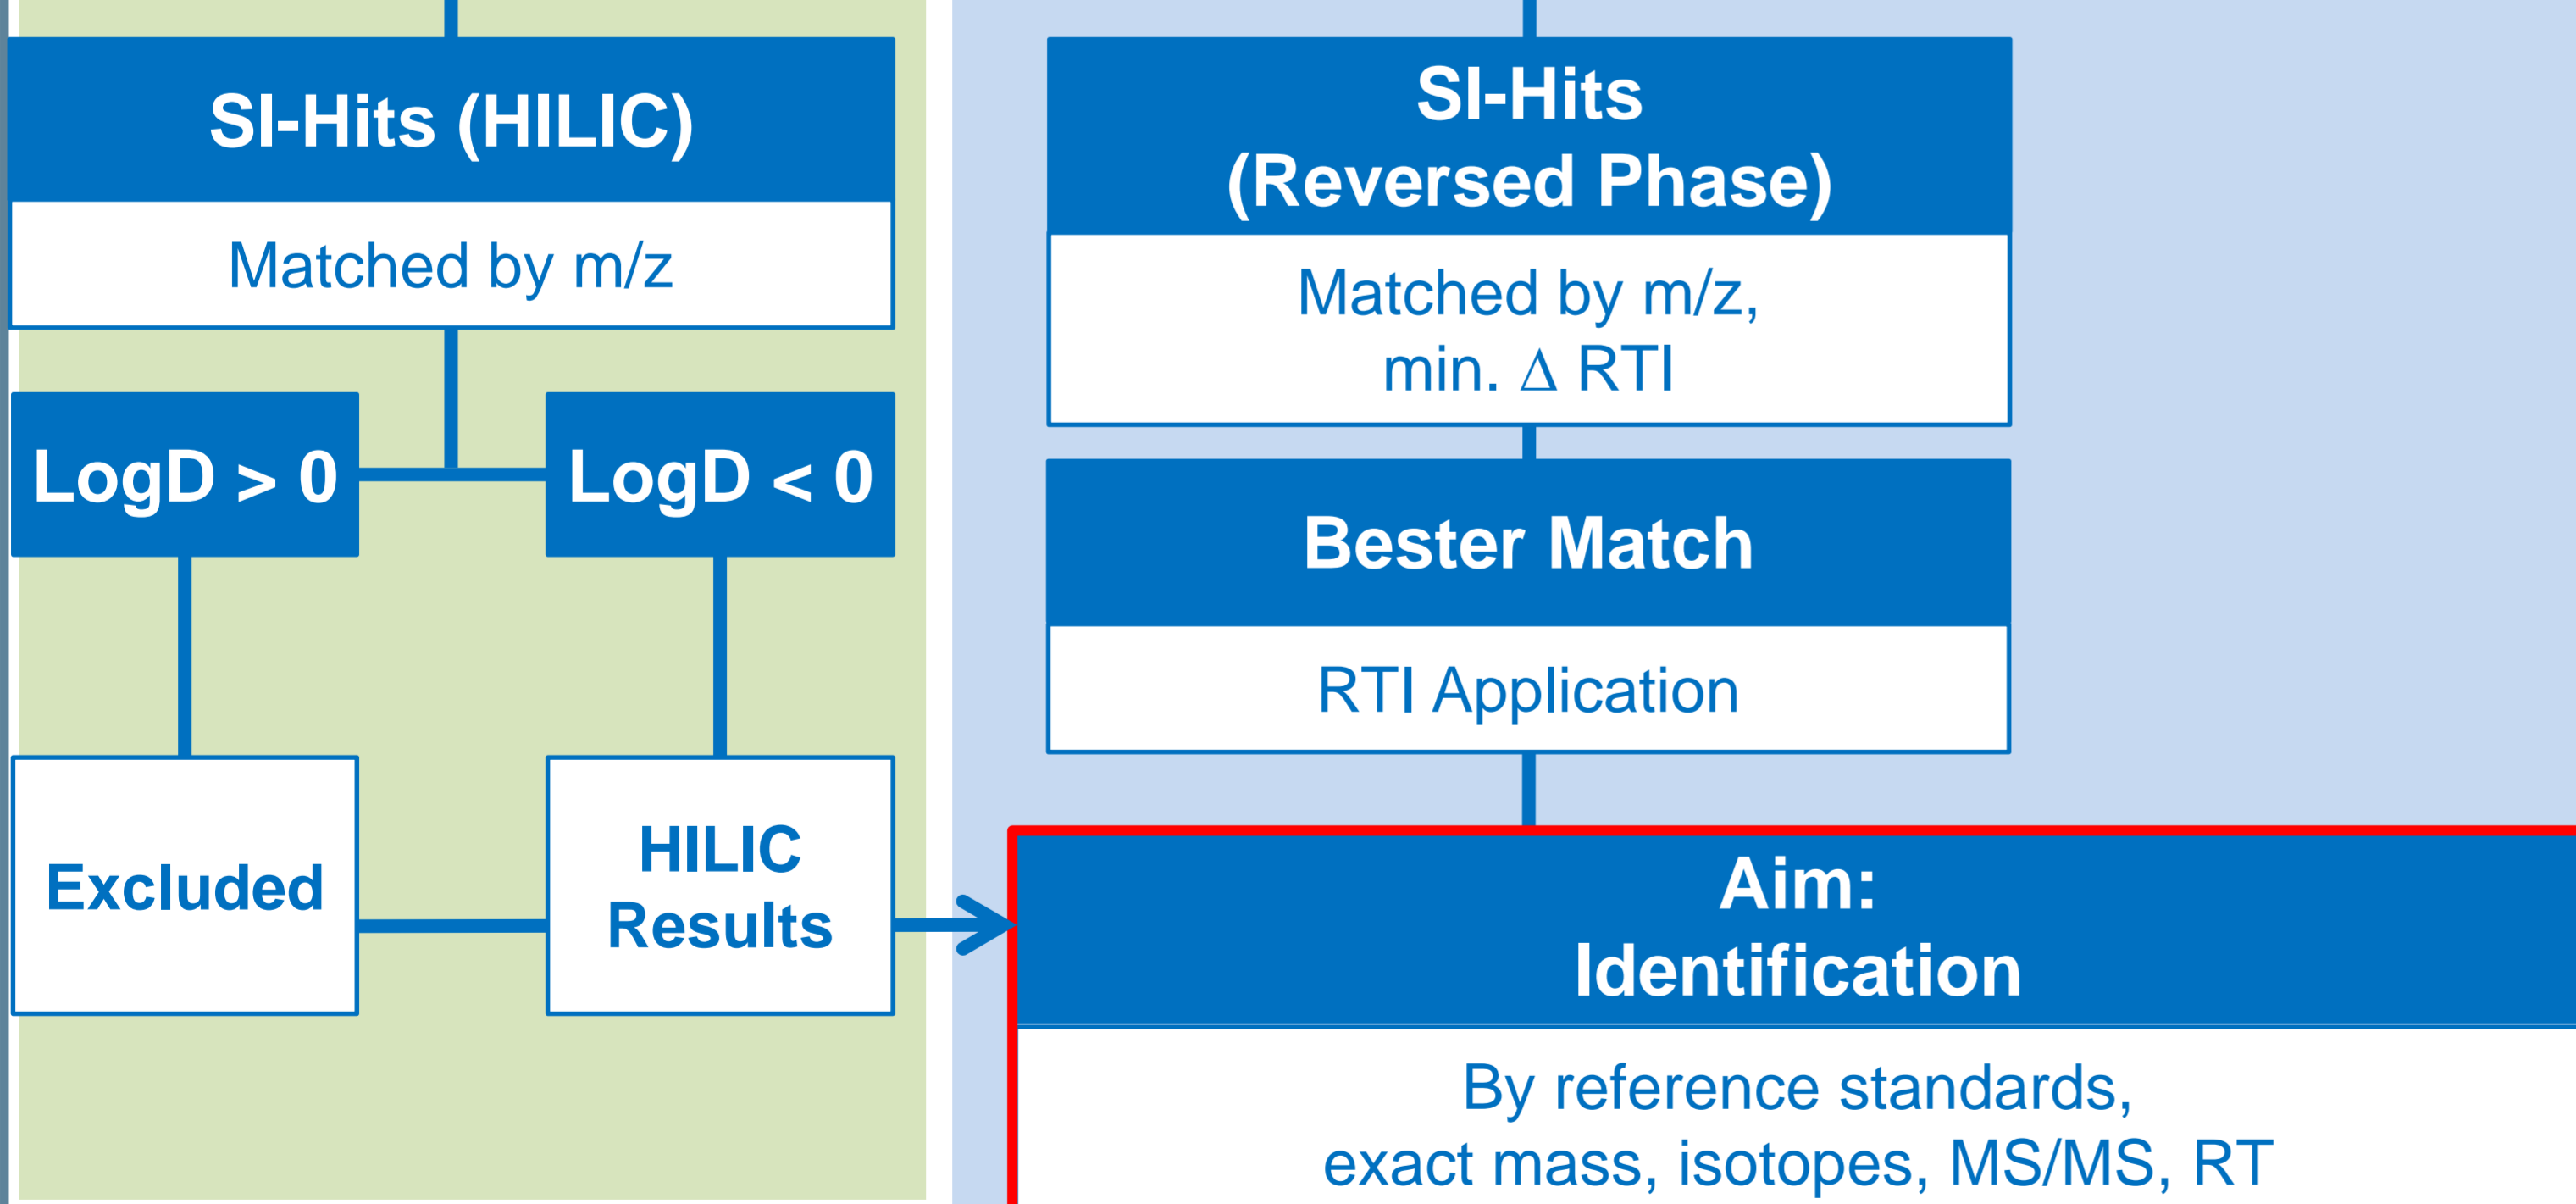 SI-Hits (HILIC)
Matched by m/z
LogD > 0
LogD < 0
Excluded
HILIC
Results
SI-Hits
(Reversed Phase)
Matched by m/z,
min. Δ RTI
Bester Match
RTI Application
Aim:
Identification
By reference standards,
exact mass, isotopes, MS/MS, RT